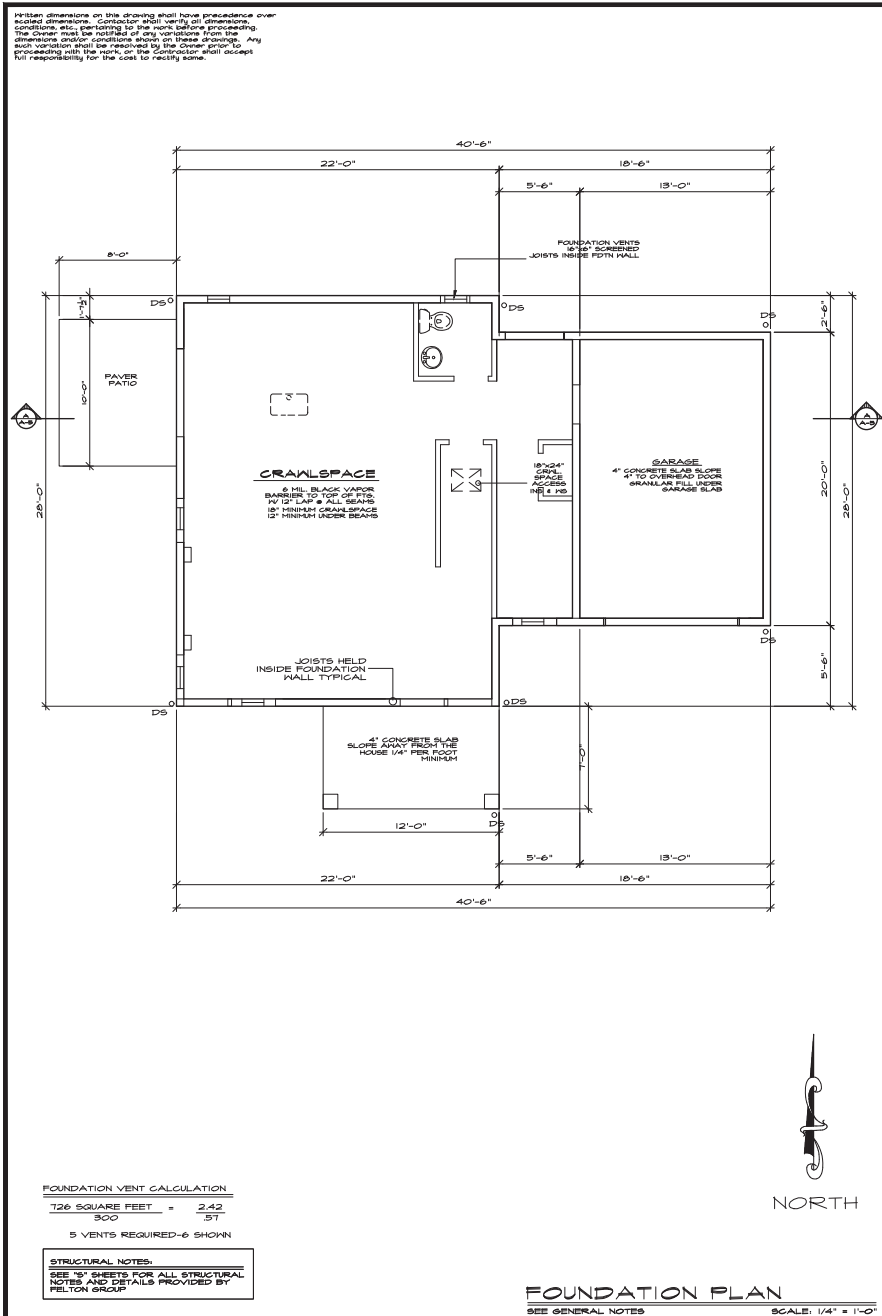 Written dimensions on this drawing shall have precedence over
scaled dimensions. Contactor shall verify all dimensions,
conditions, etc., pertaining to the work before proceeding.
The Owner must be notified of any variations from the
dimensions and/or conditions shown on these drawings. Any
such variation shall be resolved by the Owner prior to
proceeding with the work, or the Contractor shall accept
full responsibility for the cost to rectify same.
40'-6"
22'-0"
18'-6"
5'-6"
13'-0"
8'-0"
FOUNDATION VENTS
16"x8" SCREENED
JOISTS INSIDE FDTN WALL
DS
DS
DS
1'-7½"
2'-6"
PAVER
PATIO
10'-0"
A
A-5
A
A-5
CRAWLSPACE
6 MIL. BLACK VAPOR
BARRIER TO TOP OF FTG.
W/ 12" LAP @ ALL SEAMS
18" MINIMUM CRAWLSPACE
12" MINIMUM UNDER BEAMS
18"x24"
CRWL
SPACE
ACCESS
INS & WS
GARAGE
4" CONCRETE SLAB SLOPE
4" TO OVERHEAD DOOR
GRANULAR FILL UNDER
GARAGE SLAB
28'-0"
20'-0"
28'-0"
DS
JOISTS HELD
INSIDE FOUNDATION
WALL TYPICAL
5'-6"
DS
DS
4" CONCRETE SLAB
SLOPE AWAY FROM THE
HOUSE 1/4" PER FOOT
MINIMUM
7'-0"
12'-0"
DS
5'-6"
13'-0"
22'-0"
18'-6"
40'-6"
NORTH
FOUNDATION VENT CALCULATION
726 SQUARE FEET = 2.42
300 .57
5 VENTS REQUIRED-6 SHOWN
STRUCTURAL NOTES:
SEE "S" SHEETS FOR ALL STRUCTURAL
NOTES AND DETAILS PROVIDED BY
FELTON GROUP
FOUNDATION PLAN
SEE GENERAL NOTES SCALE: 1/4" = 1'-0"